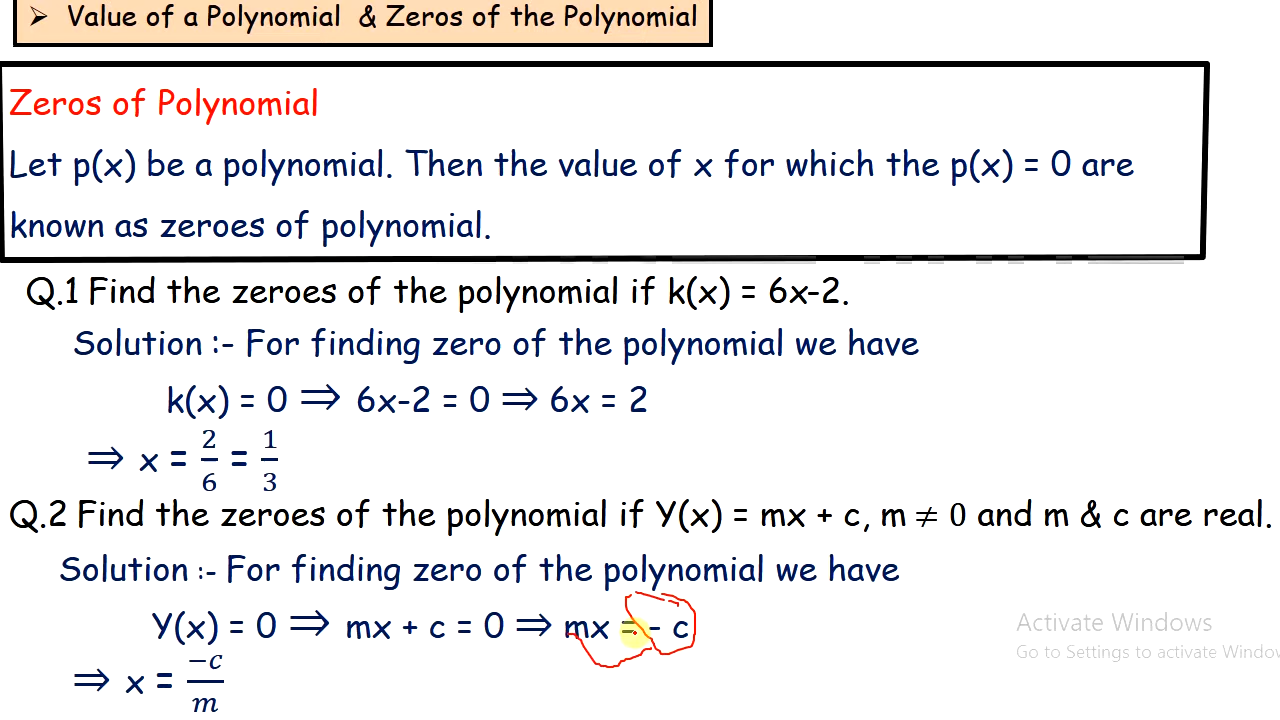 ➤ Value of a Polynomial & Zeros of the Polynomial
Zeros of Polynomial
Let p(x) be a polynomial. Then the value of x for which the p(x) = 0 are
known as zeroes of polynomial.
Q.1 Find the zeroes of the polynomial if k(x) = 6x-2.
Solution :- For finding zero of the polynomial we have
k(x) = 0 ⇒ 6x-2 = 0 ⇒ 6x = 2
⇒ x = 2/6 = 1/3
Q.2 Find the zeroes of the polynomial if Y(x) = mx + c, m ≠ 0 and m & c are real.
Solution :- For finding zero of the polynomial we have
Y(x) = 0 ⇒ mx + c = 0 ⇒ mx = - c
⇒ x = −c/m
Activate Windows
Go to Settings to activate Window